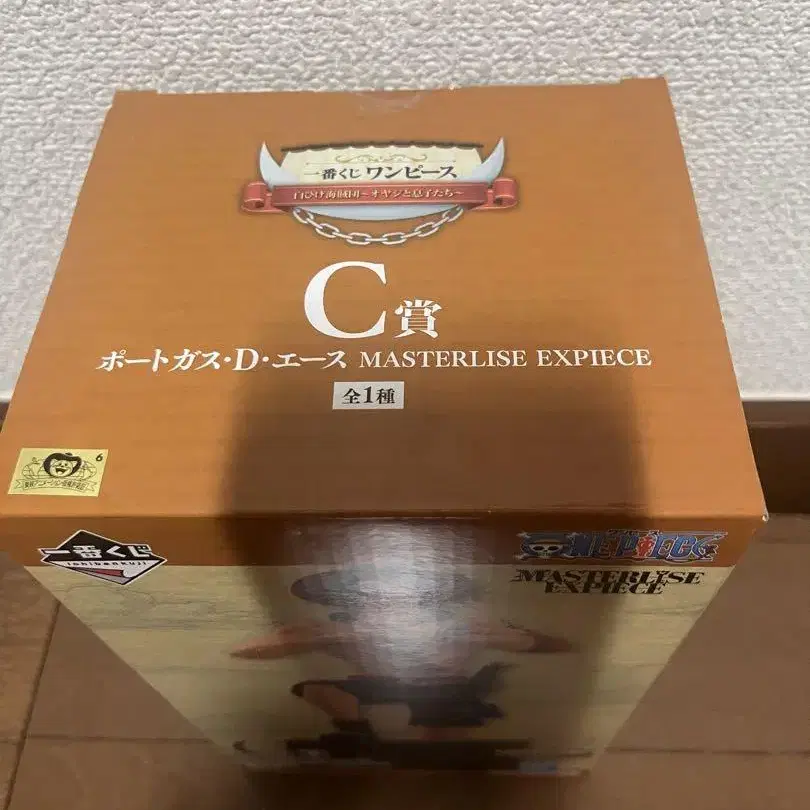 一番くじ ワンピース
白ひげ海賊団～オヤジと息子たち～
C賞
ポートガス・D・エース MASTERLISE EXPIECE
全1種
6
一番くじ
ichibankuji
ONE PIECE
MASTERLISE
EXPIECE